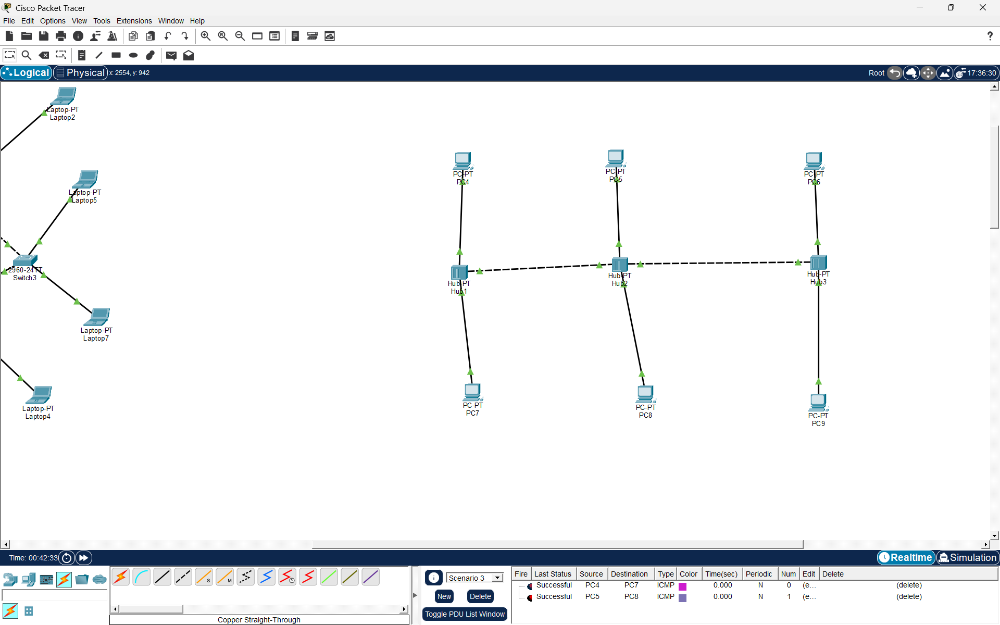 Cisco Packet Tracer
File Edit Options View Tools Extensions Window Help
?
Logical Physical x: 2554, y: 942 Root 17:36:30
Laptop-PT
Laptop2
PC-PT
PC4
PC-PT
PC5
PC-PT
PC6
Laptop-PT
Laptop5
2960-24TT
Switch3
Hub-PT
Hub1
Hub-PT
Hub2
Hub-PT
Hub3
Laptop-PT
Laptop7
Laptop-PT
Laptop4
PC-PT
PC7
PC-PT
PC8
PC-PT
PC9
Time: 00:42:33 Realtime Simulation
S M
Copper Straight-Through
Scenario 3
New Delete
Toggle PDU List Window
Fire Last Status Source Destination Type Color Time(sec) Periodic Num Edit Delete
Successful PC4 PC7 ICMP 0.000 N 0 (e... (delete)
Successful PC5 PC8 ICMP 0.000 N 1 (e... (delete)